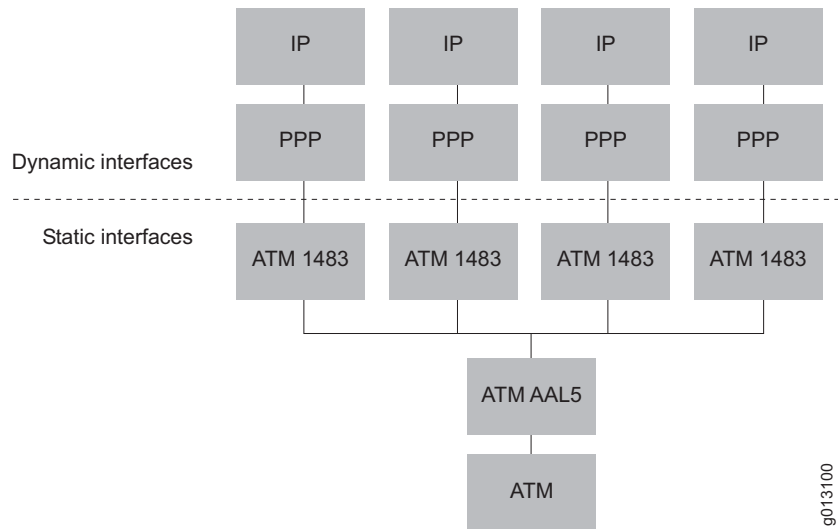 IP IP IP IP
PPP PPP PPP PPP
Dynamic interfaces
Static interfaces
ATM 1483 ATM 1483 ATM 1483 ATM 1483
ATM AAL5
ATM
g013100